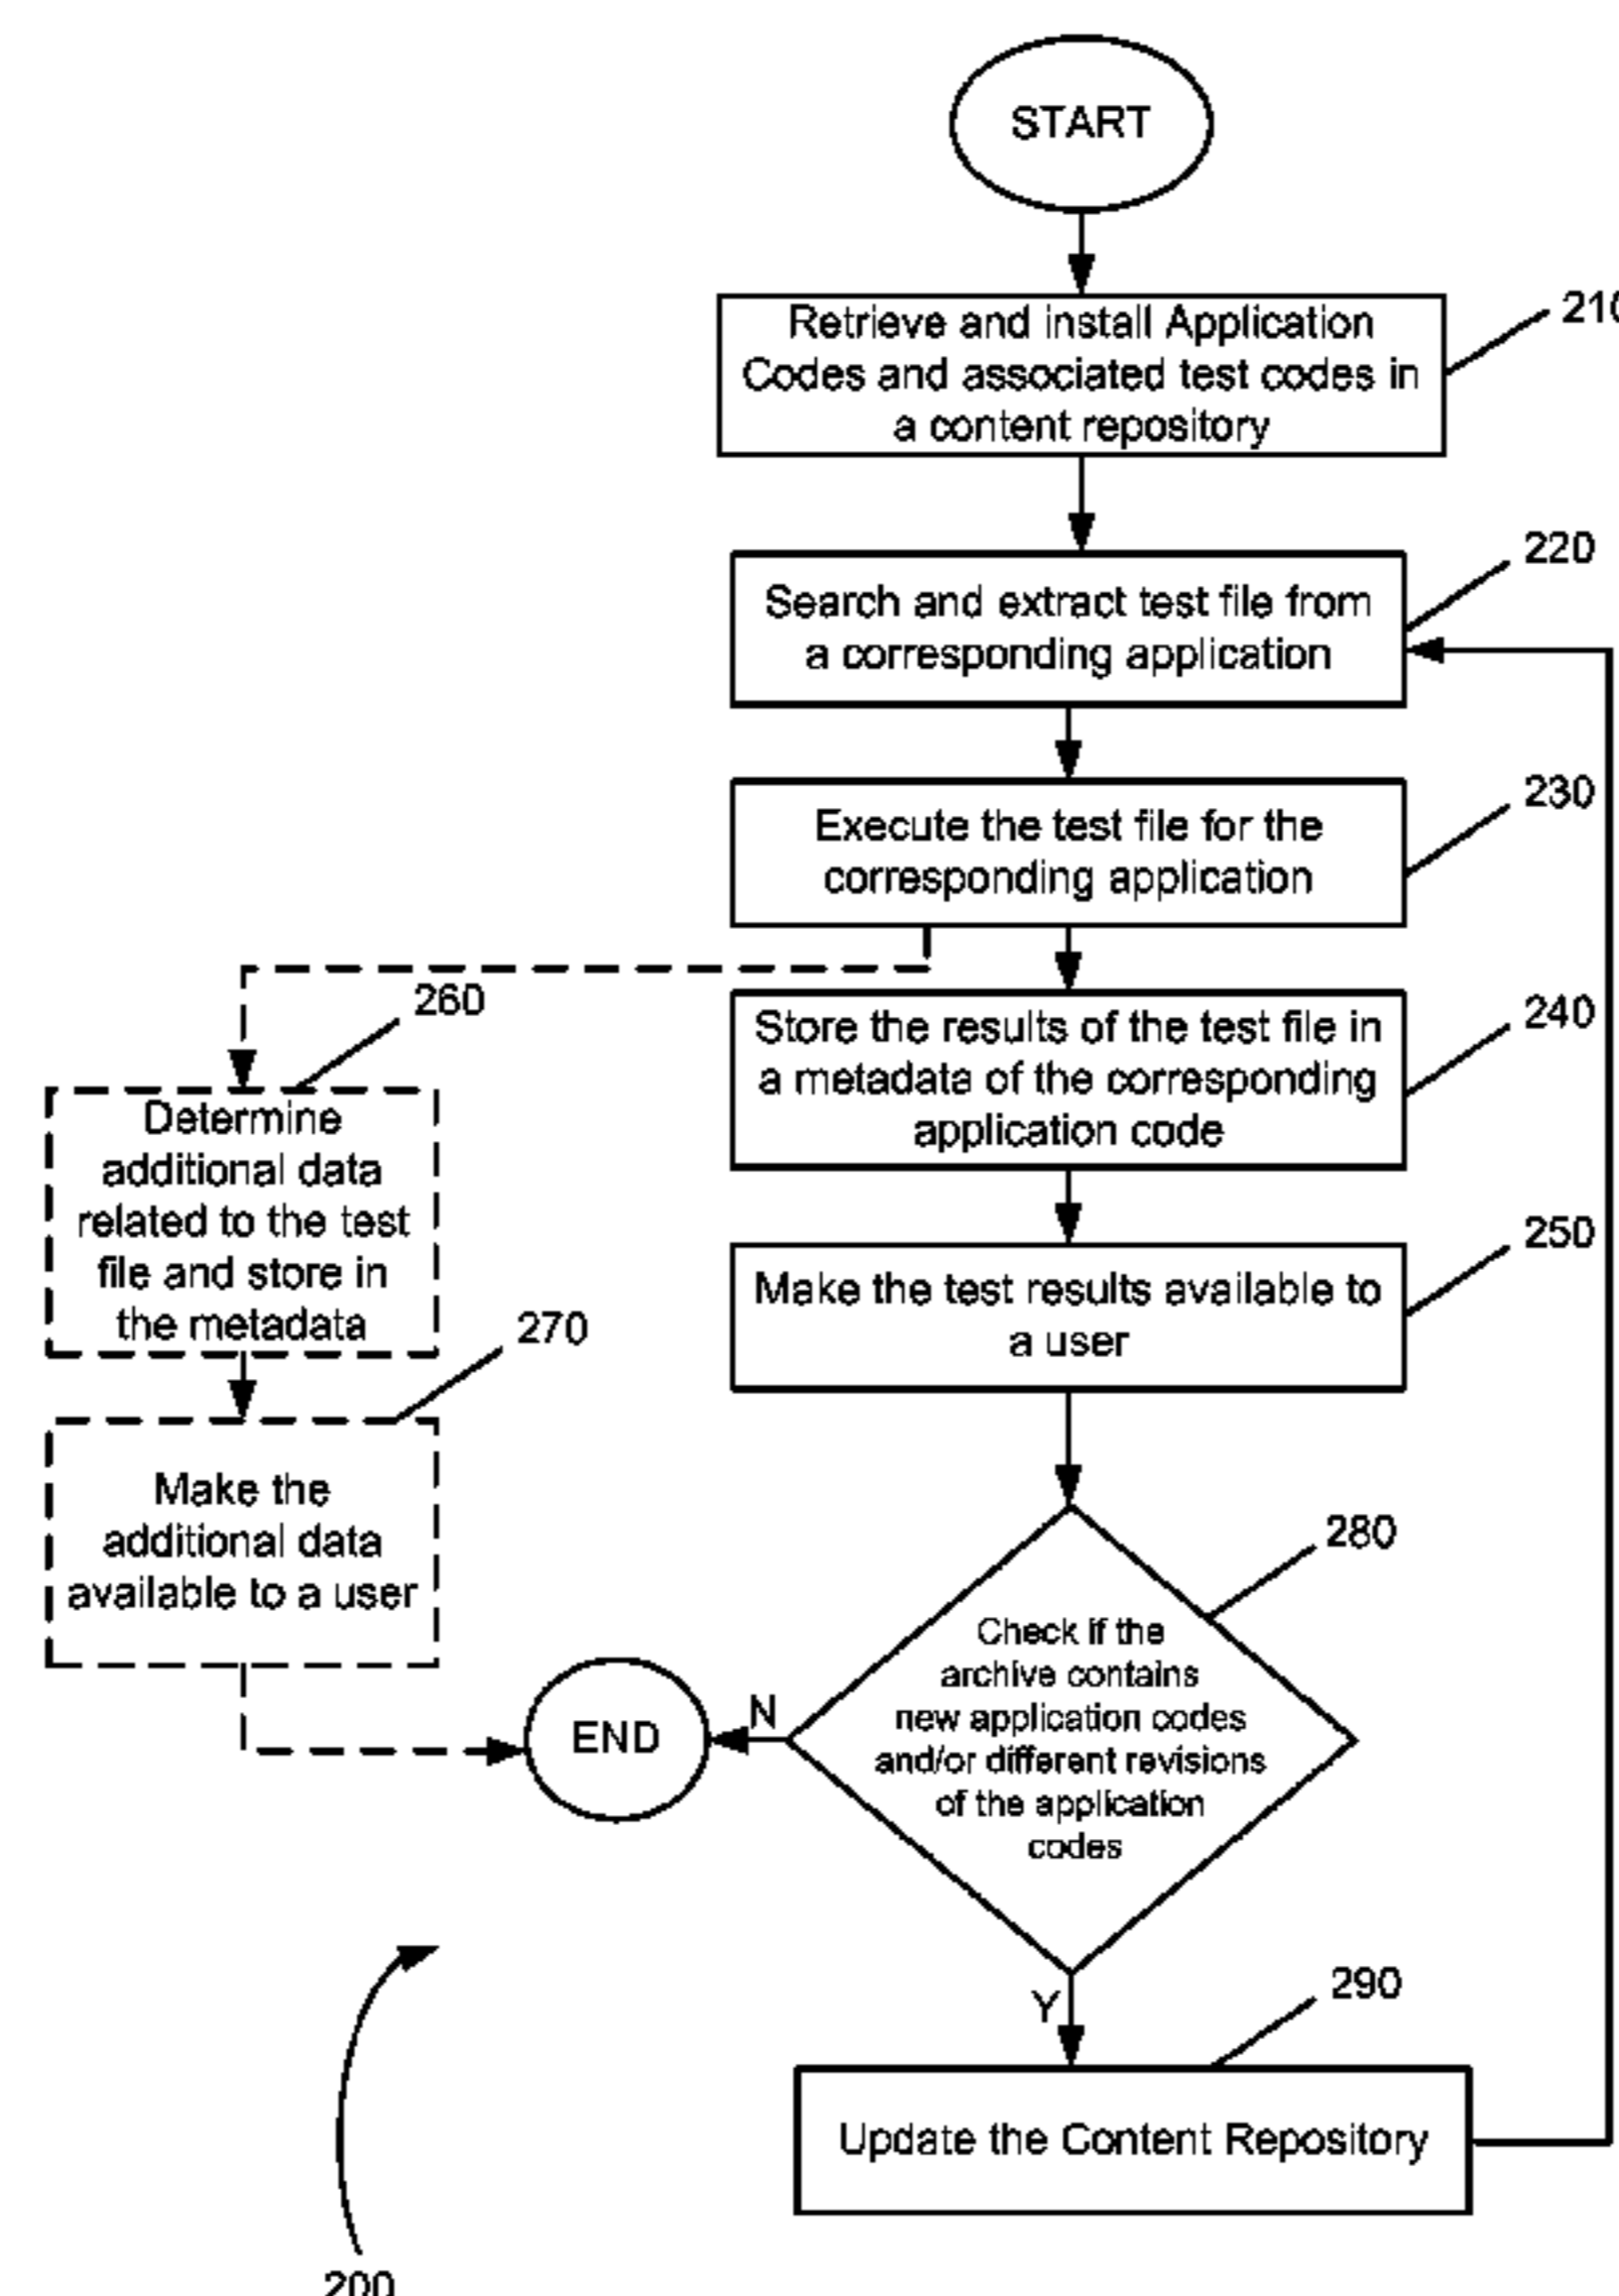 START
Retrieve and install Application
Codes and associated test codes in
a content repository
210
Search and extract test file from
a corresponding application
220
Execute the test file for the
corresponding application
230
Store the results of the test file in
a metadata of the corresponding
application code
240
Make the test results available to
a user
250
260
Determine
additional data
related to the test
file and store in
the metadata
270
Make the
additional data
available to a user
END
N
280
Check if the
archive contains
new application codes
and/or different revisions
of the application
codes
Y
290
Update the Content Repository
200